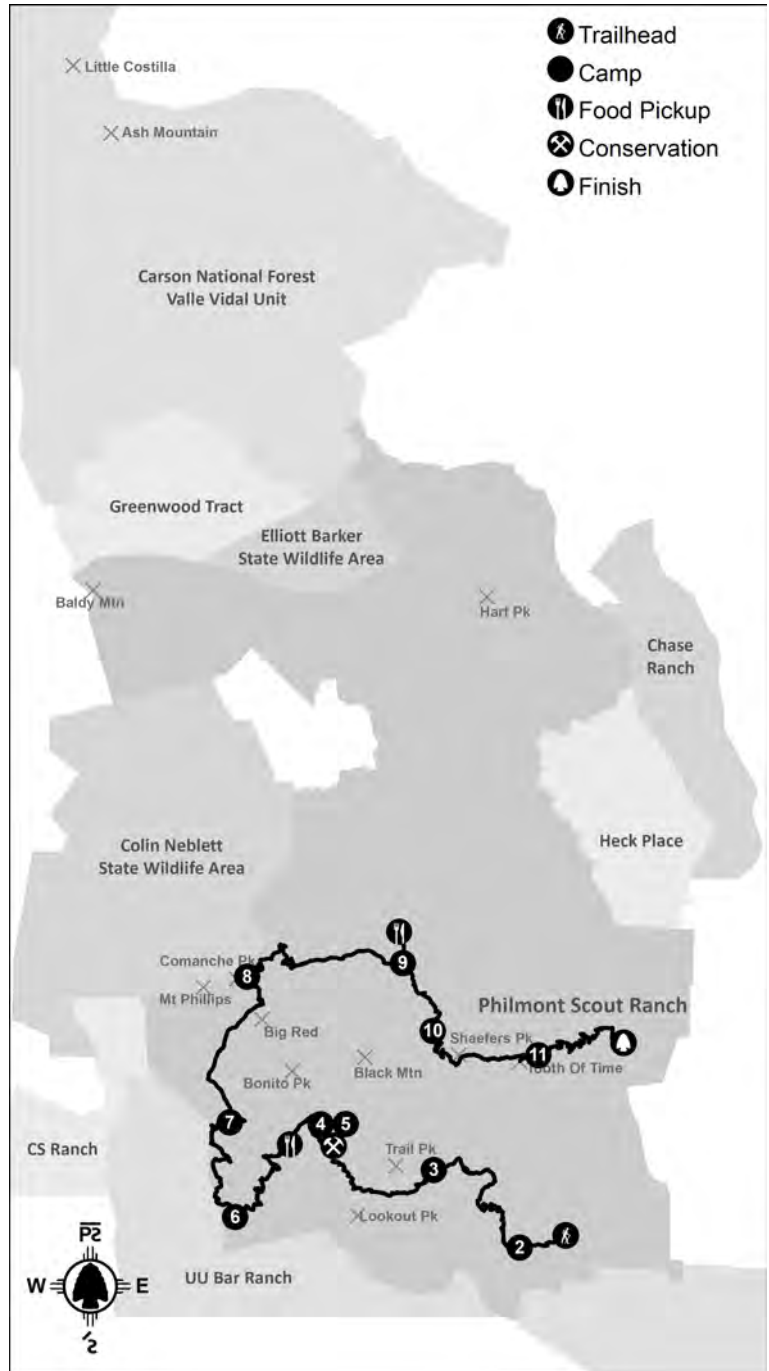 Trailhead
Camp
Food Pickup
Conservation
Finish
Little Costilla
Ash Mountain
Carson National Forest
Valle Vidal Unit
Greenwood Tract
Elliott Barker
State Wildlife Area
Baldy Mtn
Hart Pk
Chase
Ranch
Heck Place
Colin Neblett
State Wildlife Area
Comanche Pk
8
9
Mt Phillips
Philmont Scout Ranch
Big Red
10
Shaefers Pk
11
Tooth Of Time
Black Mtn
Bonito Pk
7
4
5
CS Ranch
Trail Pk
3
6
Lookout Pk
2
UU Bar Ranch
W
E